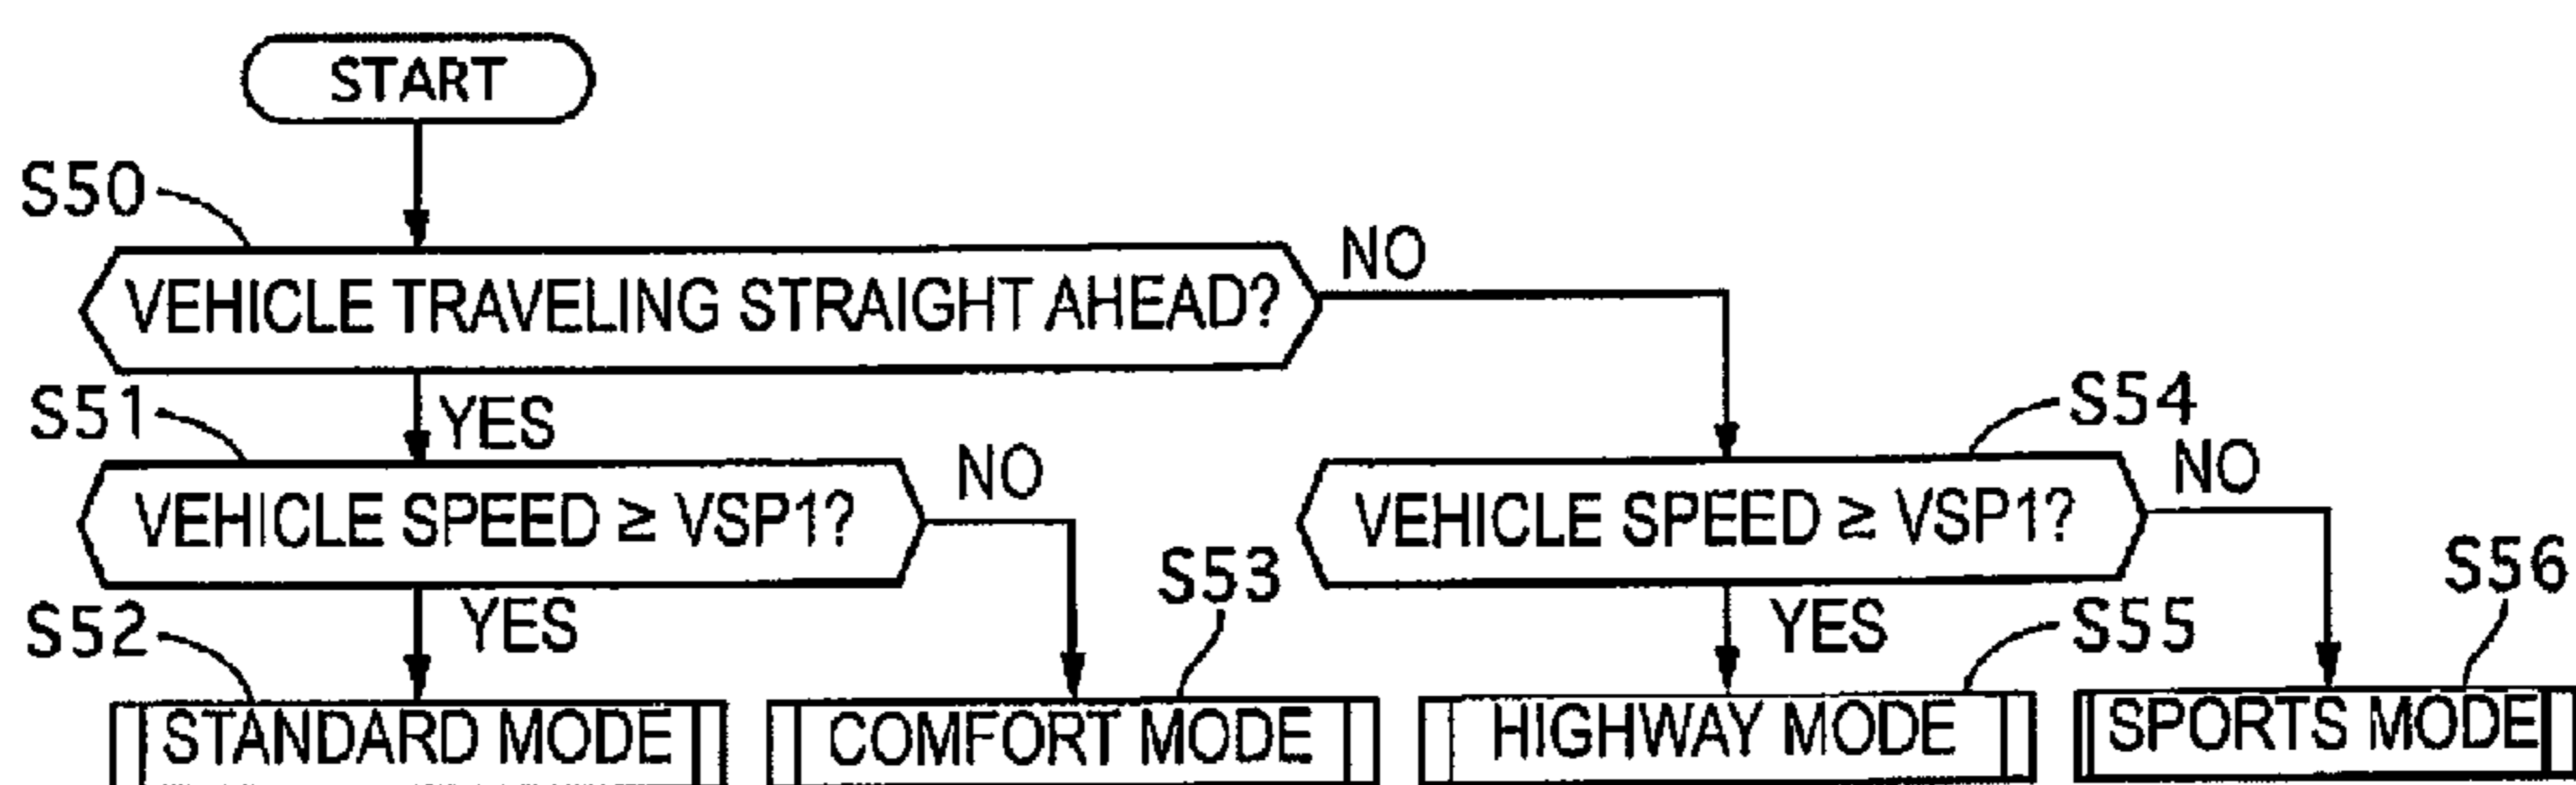 START
S50
VEHICLE TRAVELING STRAIGHT AHEAD?
NO
S51
YES
S54
VEHICLE SPEED ≥ VSP1?
NO
VEHICLE SPEED ≥ VSP1?
NO
S52
YES
S53
YES
S55
S56
STANDARD MODE
COMFORT MODE
HIGHWAY MODE
SPORTS MODE